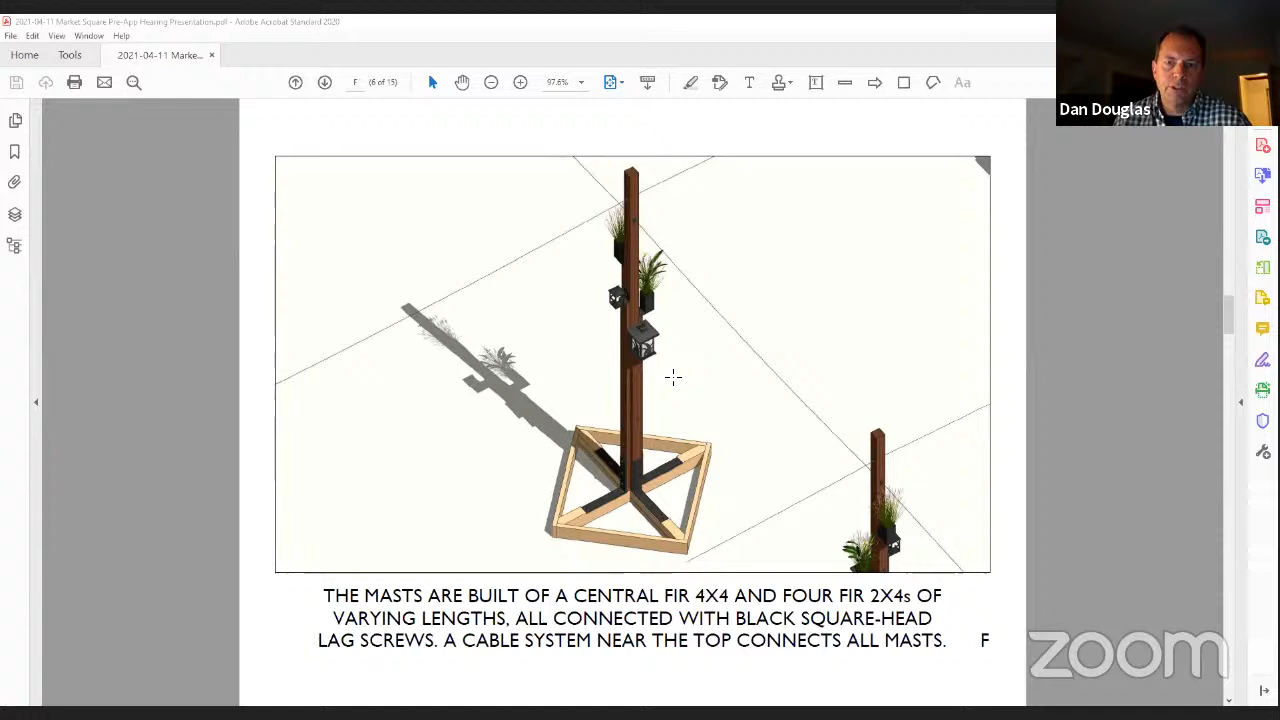 2021-04-11 Market Square Pre-App Hearing Presentation.pdf - Adobe Acrobat Standard 2020
File Edit View Window Help
Home Tools 2021-04-11 Marke... ×
F (6 of 15) 97.6% Aa
Dan Douglas
THE MASTS ARE BUILT OF A CENTRAL FIR 4X4 AND FOUR FIR 2X4s OF
VARYING LENGTHS, ALL CONNECTED WITH BLACK SQUARE-HEAD
LAG SCREWS. A CABLE SYSTEM NEAR THE TOP CONNECTS ALL MASTS. F
zoom